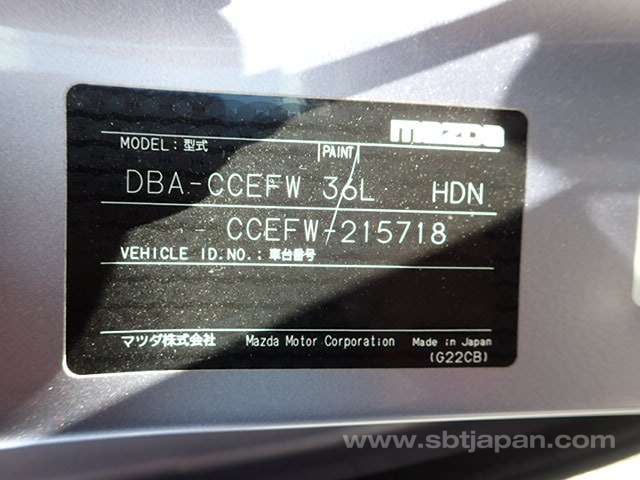 mazda
MODEL: 型式 PAINT
DBA-CCEFW 36L HDN
CCEFW-215718
VEHICLE ID.NO.: 車台番号
マツダ株式会社 Mazda Motor Corporation Made in Japan
(G22CB)
www.sbtjapan.com